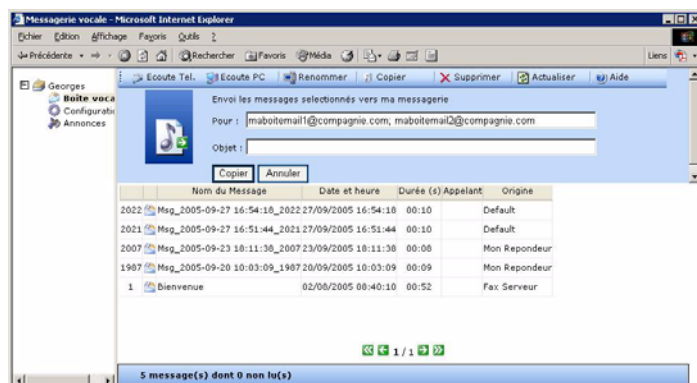 Messagerie vocale - Microsoft Internet Explorer
Fichier Edition Affichage Favoris Outils ?
Précédente Rechercher Favoris Média Liens
Ecoute Tel. Ecoute PC Renommer Copier Supprimer Actualiser Aide
Georges
Boite voca
Configurati
Annonces
Envoi les messages selectionnés vers ma messagerie
Pour : maboitemail1@compagnie.com; maboitemail2@compagnie.com
Objet :
Copier Annuler
Nom du Message Date et heure Durée (s) Appelant Origine
2022 Msg_2005-09-27 16:54:18_2022 27/09/2005 16:54:18 00:10 Default
2021 Msg_2005-09-27 16:51:44_2021 27/09/2005 16:51:44 00:10 Default
2007 Msg_2005-09-23 18:11:38_2007 23/09/2005 18:11:38 00:08 Mon Repondeur
1987 Msg_2005-09-20 10:03:09_1987 20/09/2005 10:03:09 00:09 Mon Repondeur
1 Bienvenue 02/08/2005 08:40:10 00:52 Fax Serveur
1/1
5 message(s) dont 0 non lu(s)